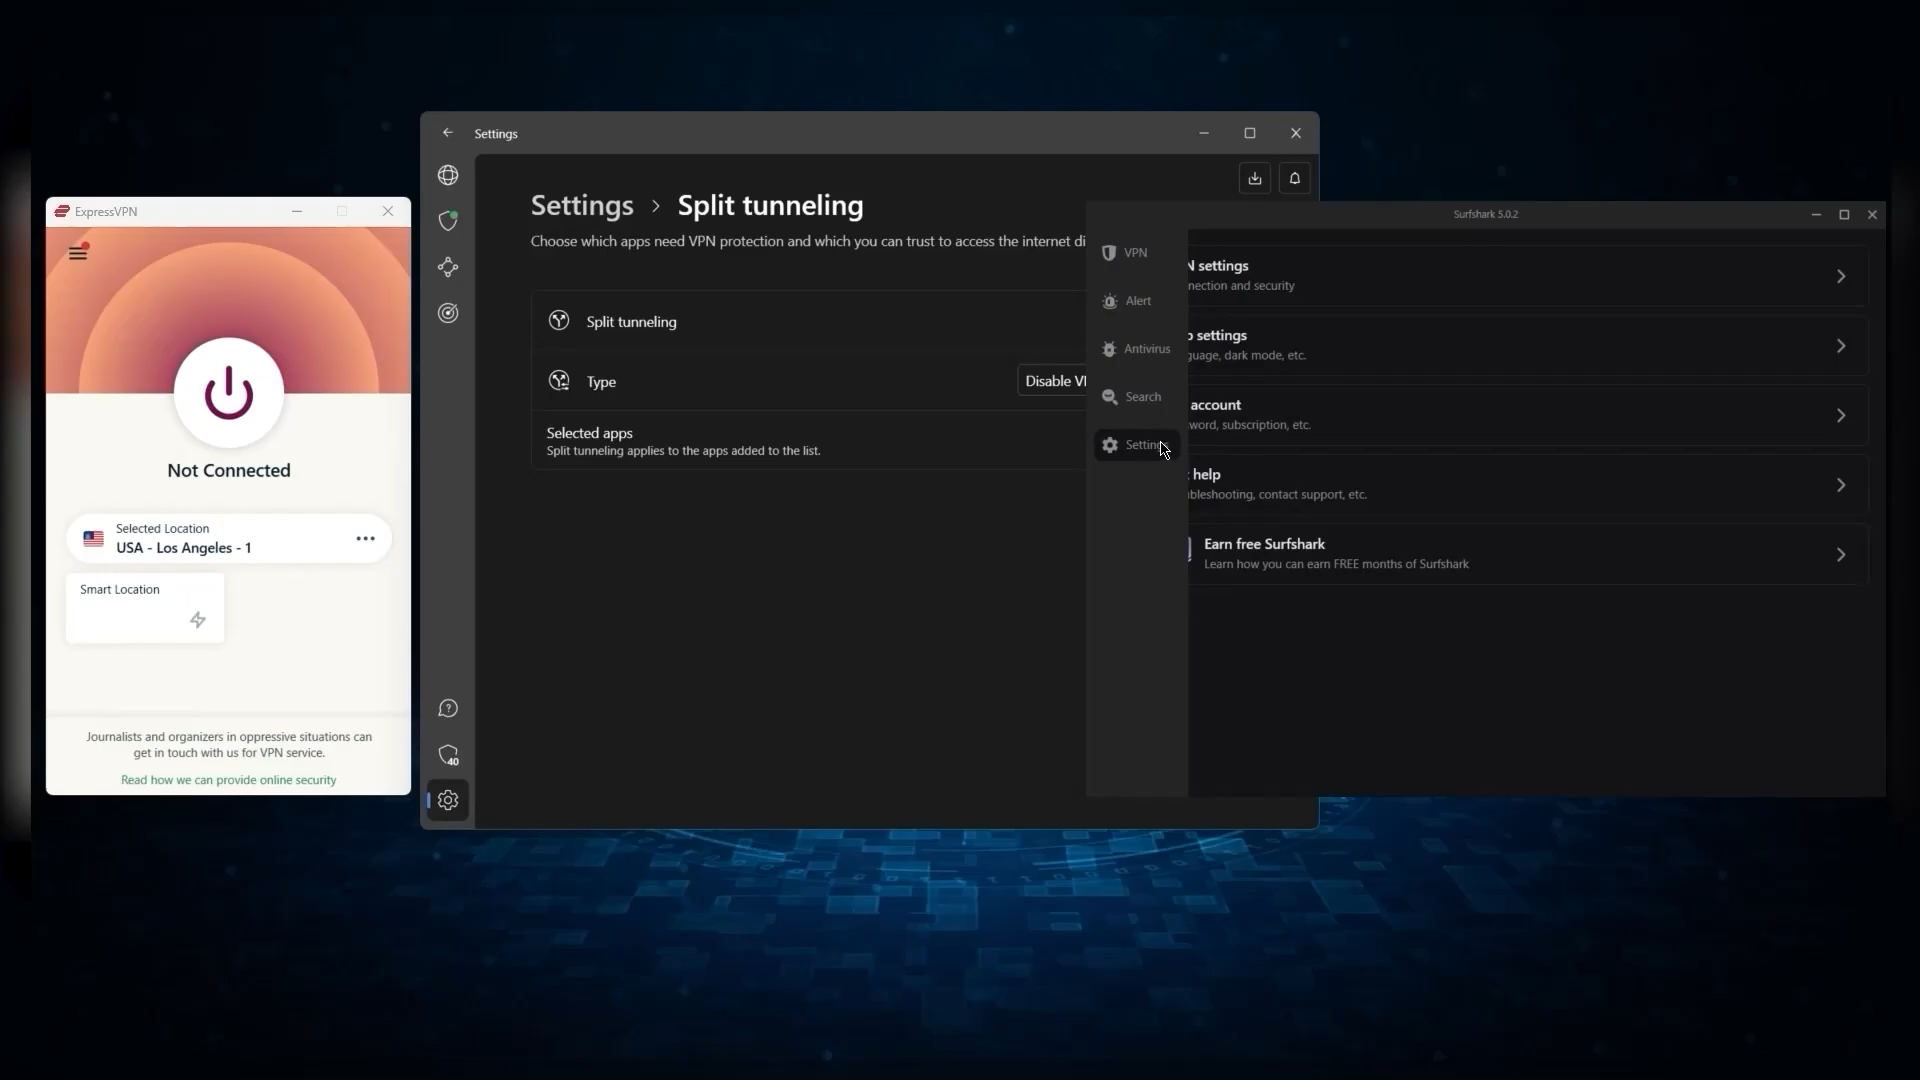 ExpressVPN
Not Connected
Selected Location
USA - Los Angeles - 1
Smart Location
Journalists and organizers in oppressive situations can
get in touch with us for VPN service.
Read how we can provide online security
Settings
Settings > Split tunneling
Choose which apps need VPN protection and which you can trust to access the internet di
Split tunneling
Type
Disable VI
Selected apps
Split tunneling applies to the apps added to the list.
40
Surfshark 5.0.2
VPN
Alert
Antivirus
Search
Setting
N settings
nection and security
p settings
guage, dark mode, etc.
account
word, subscription, etc.
t help
ubleshooting, contact support, etc.
Earn free Surfshark
Learn how you can earn FREE months of Surfshark